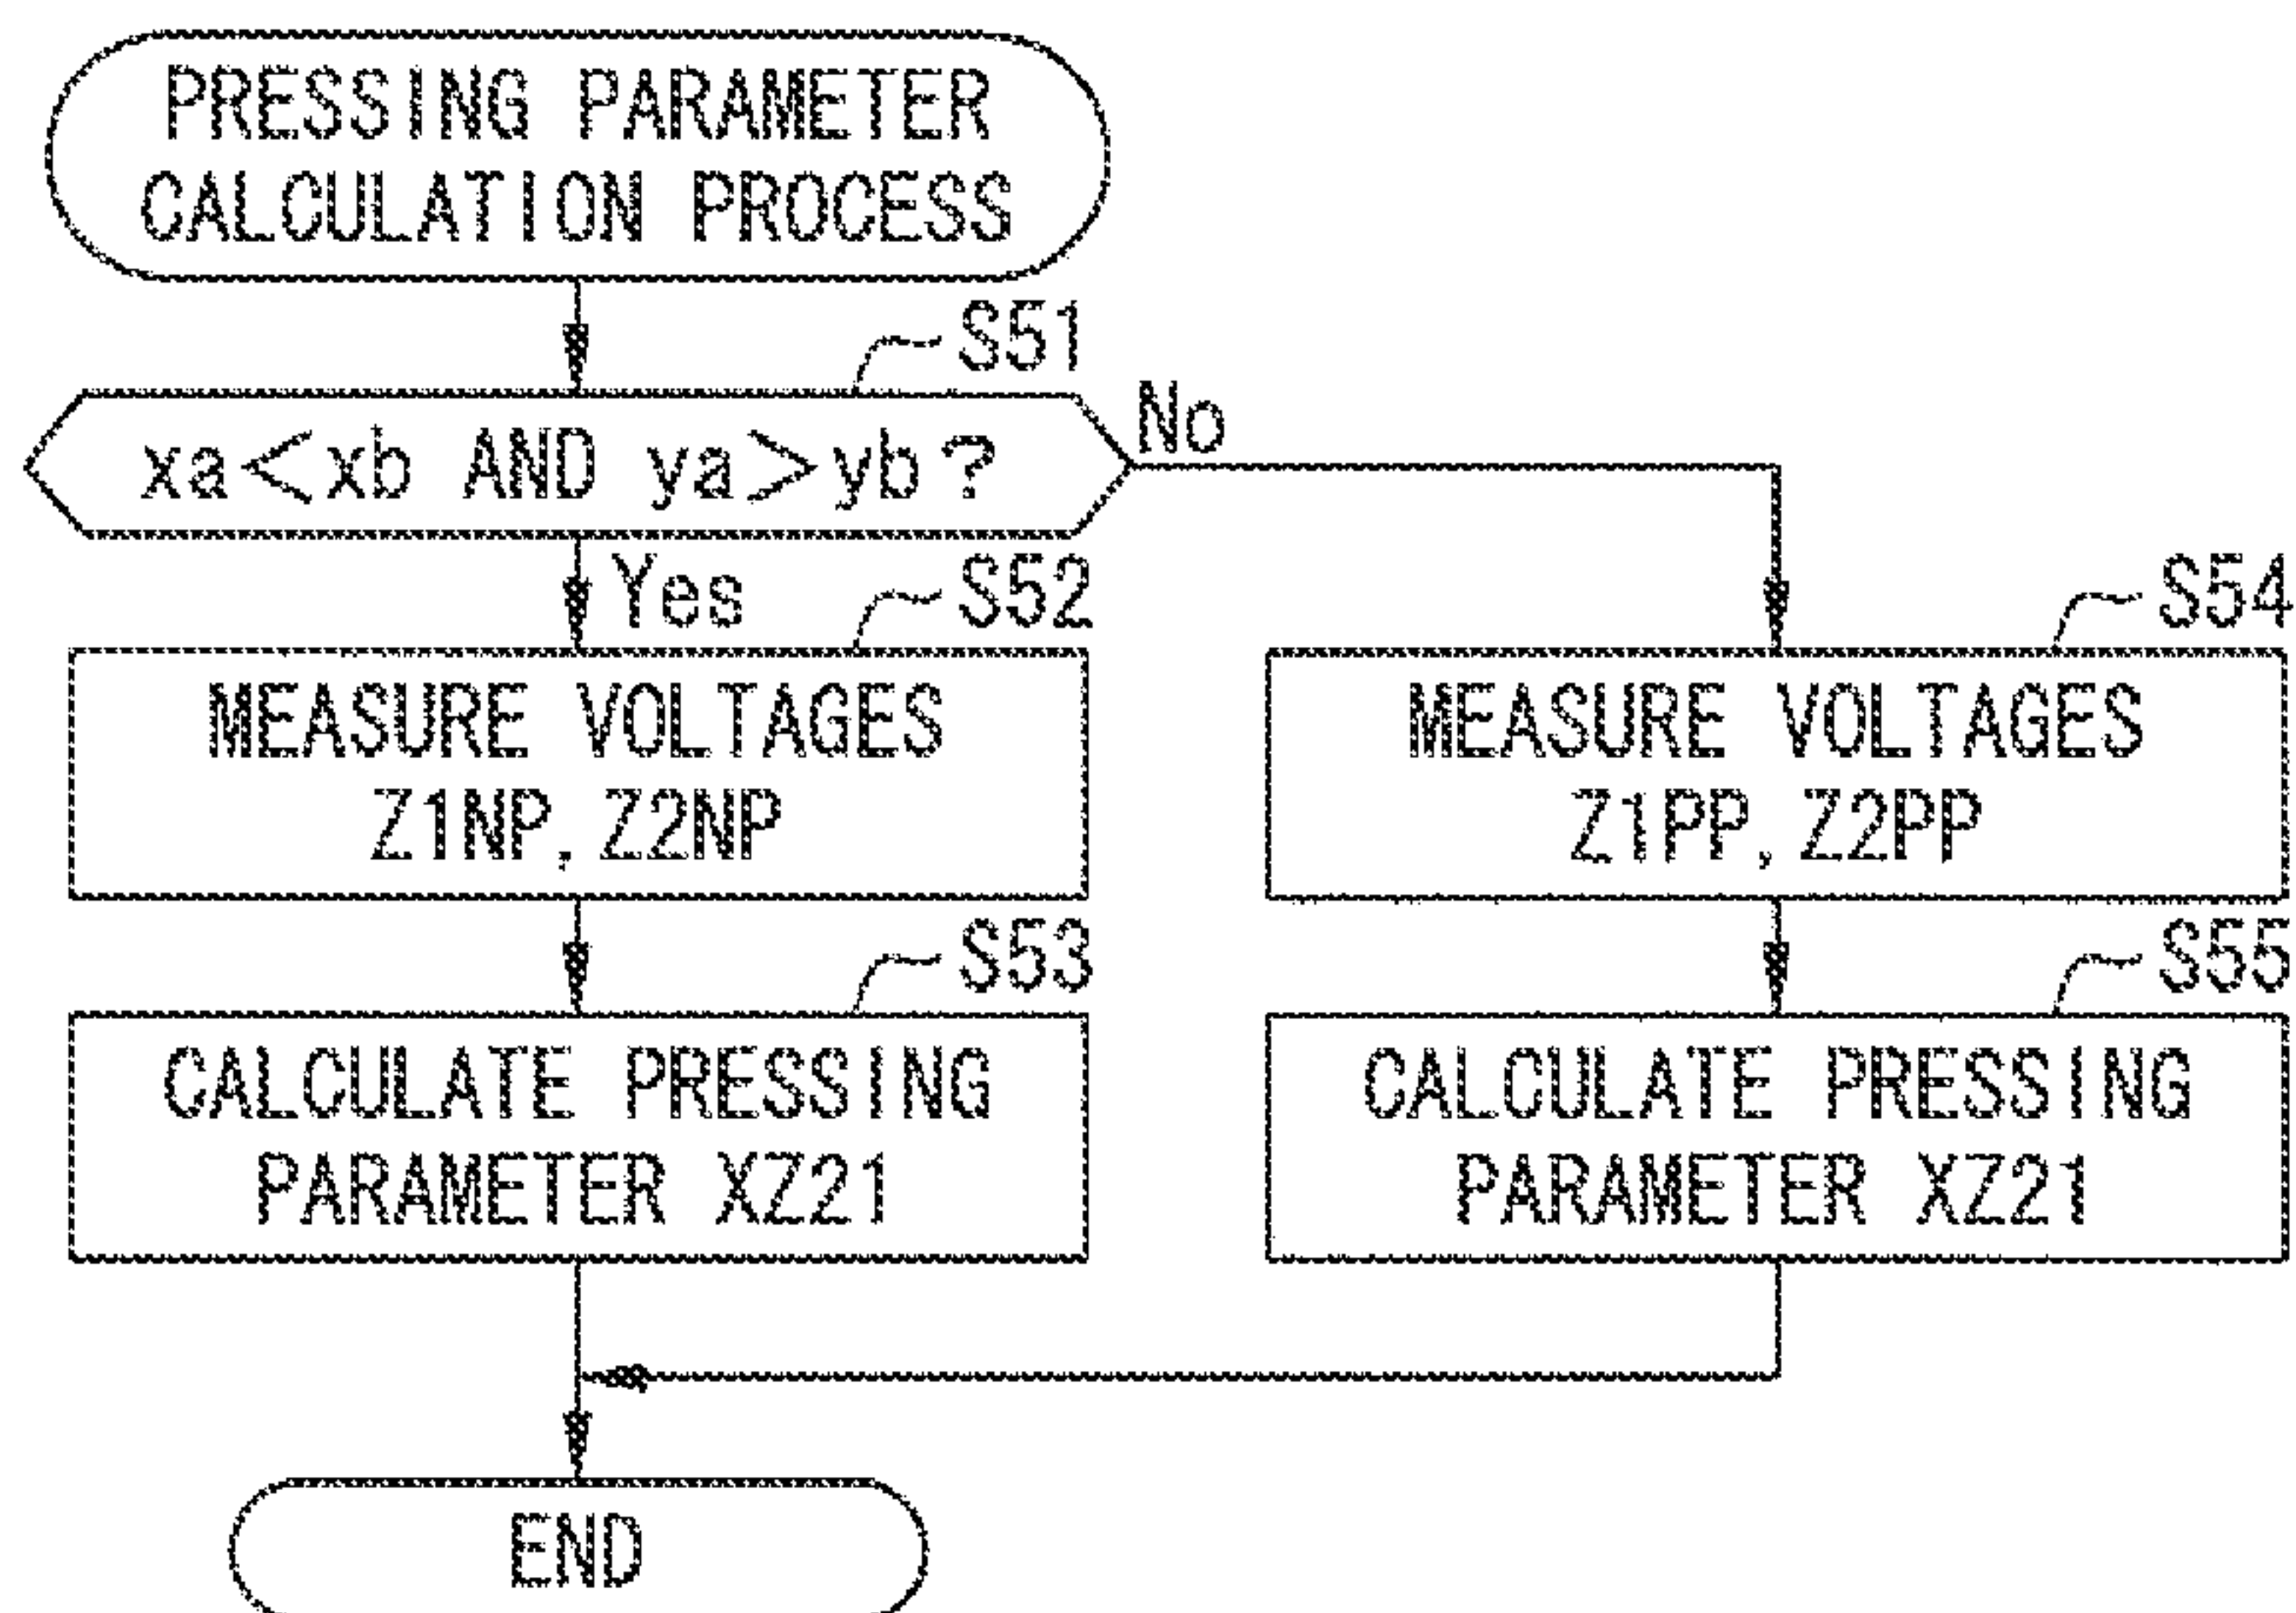 PRESSING PARAMETER
CALCULATION PROCESS
S51
xa<xb AND ya>yb?
No
Yes
S52
MEASURE VOLTAGES
Z1NP, Z2NP
S53
CALCULATE PRESSING
PARAMETER XZ21
S54
MEASURE VOLTAGES
Z1PP, Z2PP
S55
CALCULATE PRESSING
PARAMETER XZ21
END